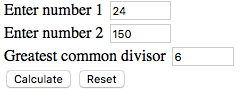 Enter number 1 24
Enter number 2 150
Greatest common divisor 6
Calculate Reset